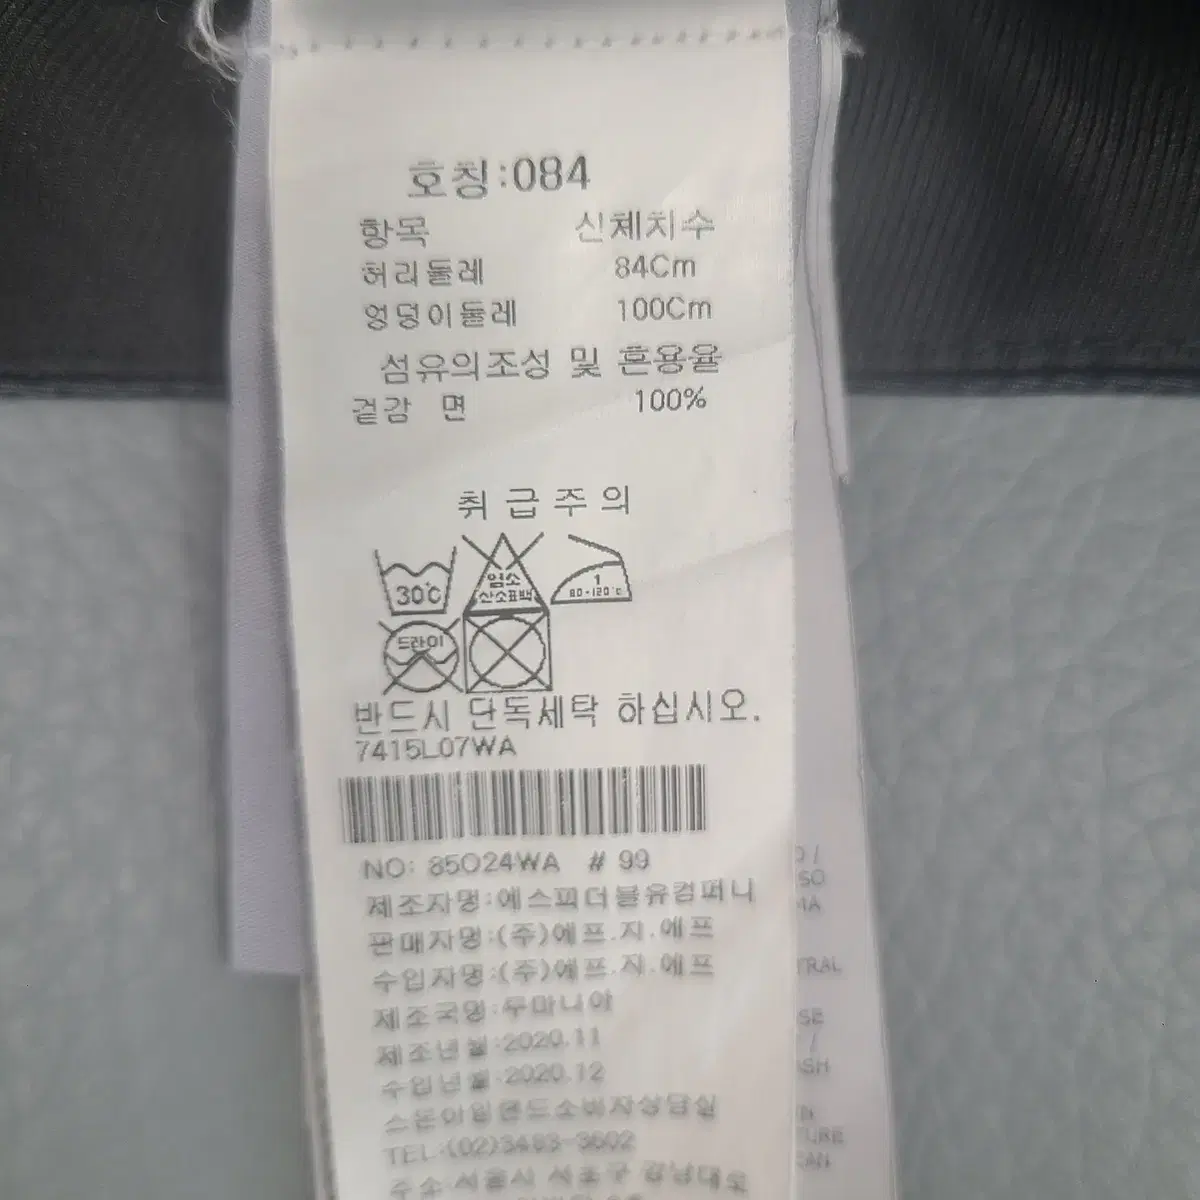 호칭:084
항목 신체치수
허리둘레 84Cm
엉덩이둘레 100Cm
섬유의조성 및 혼용율
겉감 면 100%
취급주의
30℃
염소
산소표백
1
80-120℃
드라이
반드시 단독세탁 하십시오.
7415L07WA
NO: 85O24WA # 99
제조자명:에스피더블유컴퍼니
판매자명:(주)에프.지.에프
수입자명:(주)에프.지.에프
제조국명:루마니아
제조년월:2020.11
수입년월:2020.12
스톤아일랜드소비자상담실
TEL:(02)3483-3602
주소:서울시 서초구 강남대로